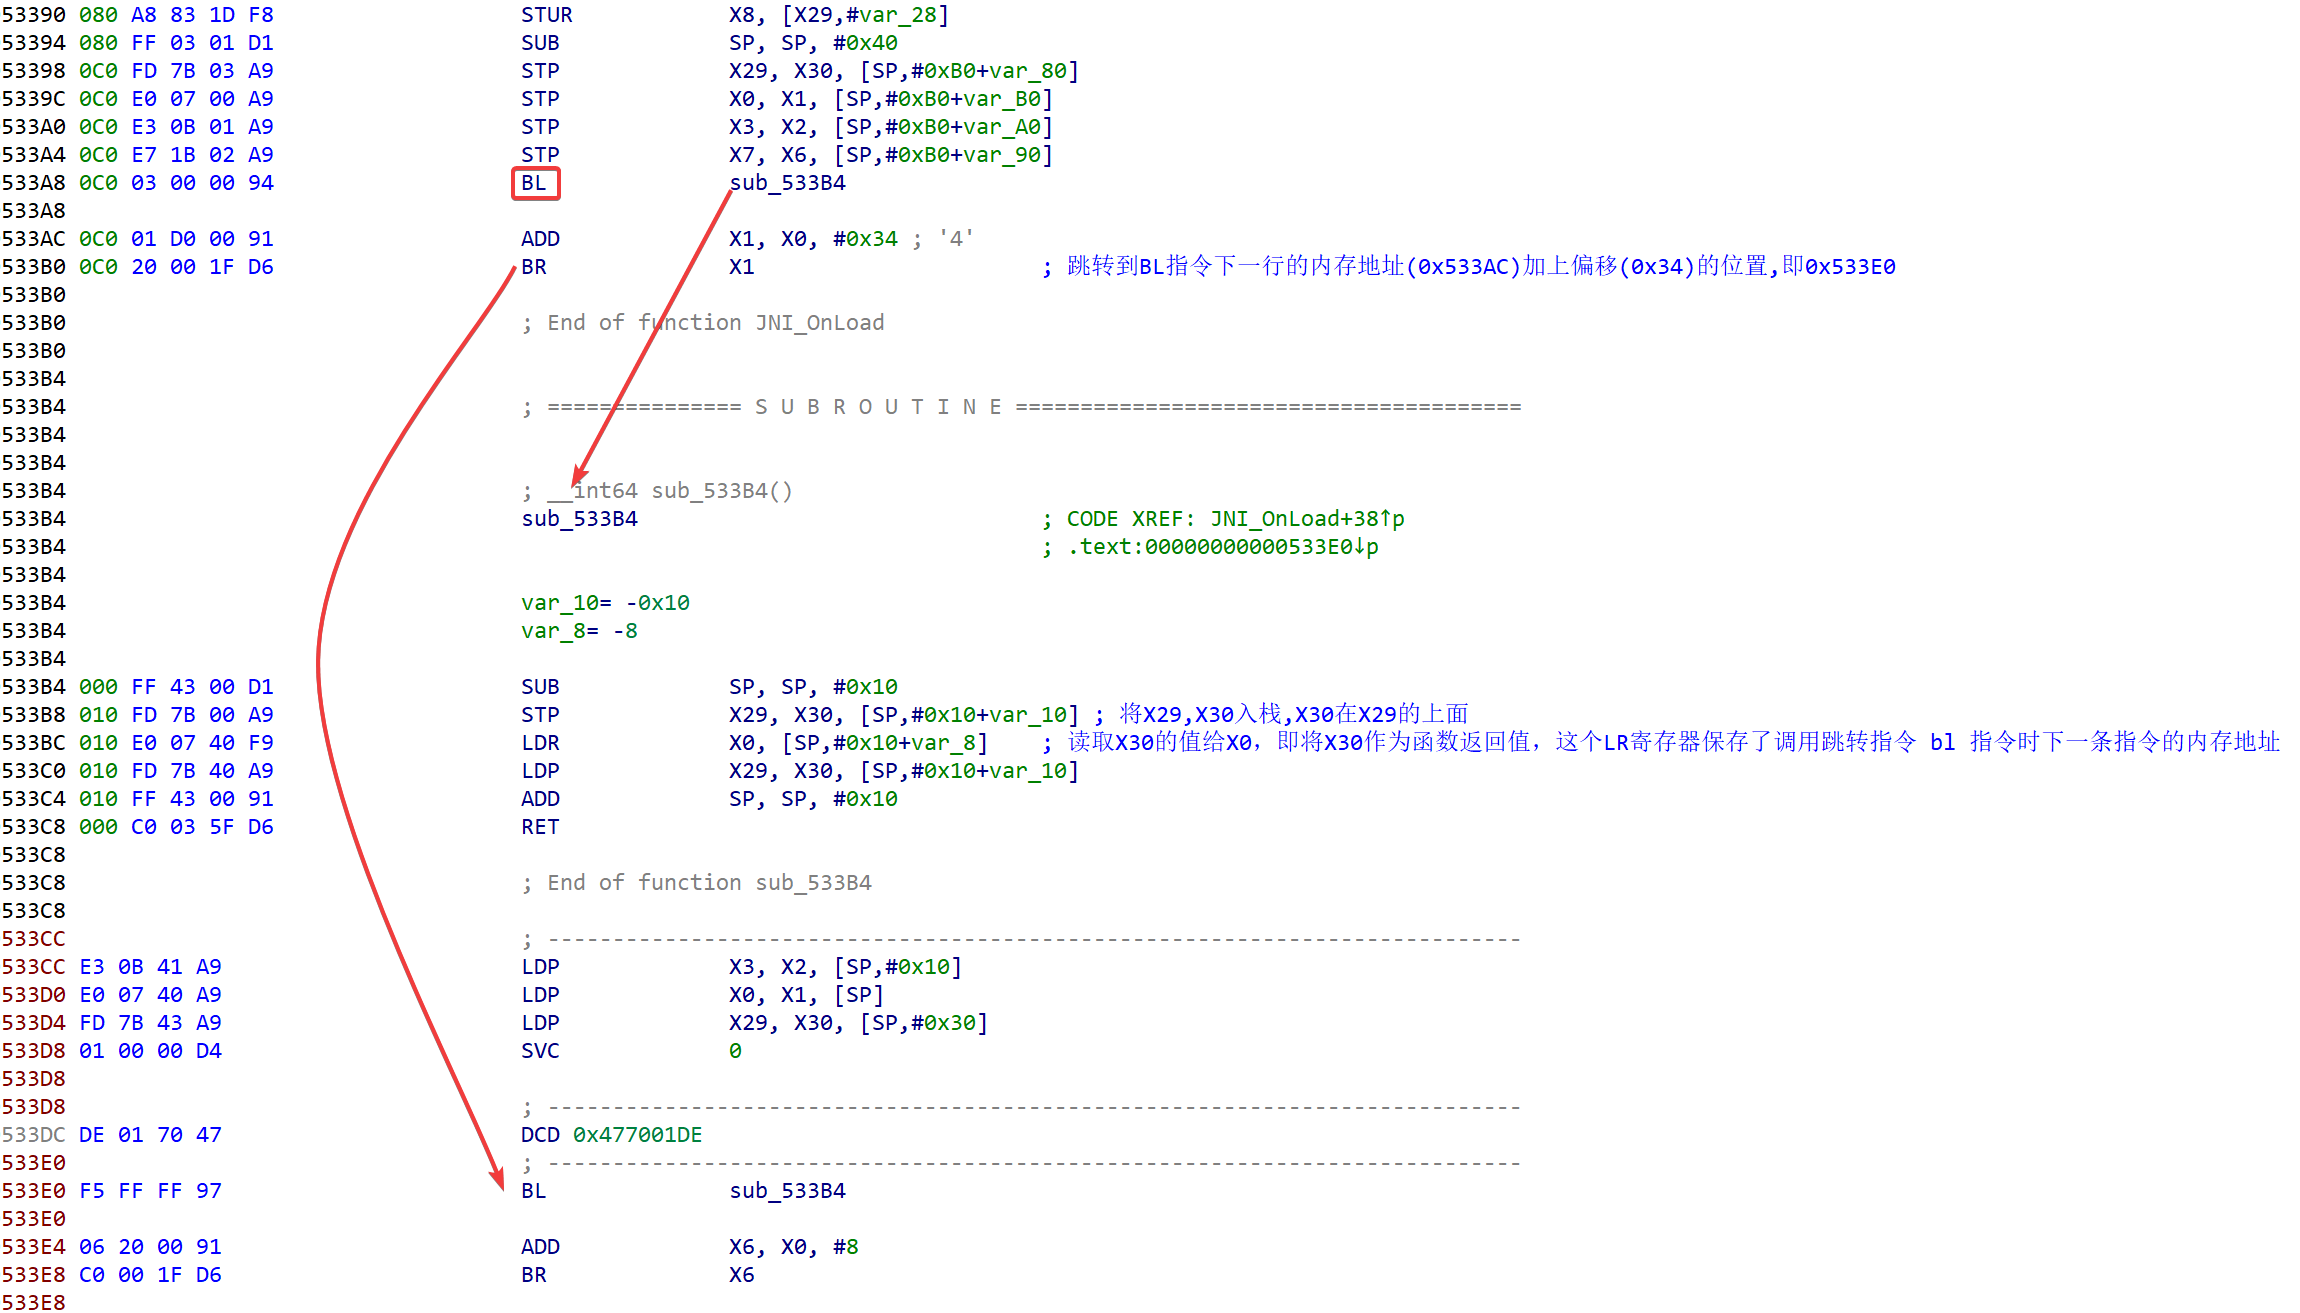 53390 080 A8 83 1D F8 STUR X8, [X29,#var_28]
53394 080 FF 03 01 D1 SUB SP, SP, #0x40
53398 0C0 FD 7B 03 A9 STP X29, X30, [SP,#0xB0+var_80]
5339C 0C0 E0 07 00 A9 STP X0, X1, [SP,#0xB0+var_B0]
533A0 0C0 E3 0B 01 A9 STP X3, X2, [SP,#0xB0+var_A0]
533A4 0C0 E7 1B 02 A9 STP X7, X6, [SP,#0xB0+var_90]
533A8 0C0 03 00 00 94 BL sub_533B4
533A8
533AC 0C0 01 D0 00 91 ADD X1, X0, #0x34 ; '4'
533B0 0C0 20 00 1F D6 BR X1 ; 跳转到BL指令下一行的内存地址(0x533AC)加上偏移(0x34)的位置,即0x533E0
533B0
533B0 ; End of function JNI_OnLoad
533B0
533B4
533B4 ; =============== S U B R O U T I N E =======================================
533B4
533B4
533B4 ; __int64 sub_533B4()
533B4 sub_533B4 ; CODE XREF: JNI_OnLoad+38↑p
533B4 ; .text:00000000000533E0↓p
533B4
533B4 var_10= -0x10
533B4 var_8= -8
533B4
533B4 000 FF 43 00 D1 SUB SP, SP, #0x10
533B8 010 FD 7B 00 A9 STP X29, X30, [SP,#0x10+var_10] ; 将X29,X30入栈,X30在X29的上面
533BC 010 E0 07 40 F9 LDR X0, [SP,#0x10+var_8] ; 读取X30的值给X0，即将X30作为函数返回值，这个LR寄存器保存了调用跳转指令 bl 指令时下一条指令的内存地址
533C0 010 FD 7B 40 A9 LDP X29, X30, [SP,#0x10+var_10]
533C4 010 FF 43 00 91 ADD SP, SP, #0x10
533C8 000 C0 03 5F D6 RET
533C8
533C8 ; End of function sub_533B4
533C8
533CC ; ---------------------------------------------------------------------------
533CC E3 0B 41 A9 LDP X3, X2, [SP,#0x10]
533D0 E0 07 40 A9 LDP X0, X1, [SP]
533D4 FD 7B 43 A9 LDP X29, X30, [SP,#0x30]
533D8 01 00 00 D4 SVC 0
533D8
533D8 ; ---------------------------------------------------------------------------
533DC DE 01 70 47 DCD 0x477001DE
533E0 ; ---------------------------------------------------------------------------
533E0 F5 FF FF 97 BL sub_533B4
533E0
533E4 06 20 00 91 ADD X6, X0, #8
533E8 C0 00 1F D6 BR X6
533E8